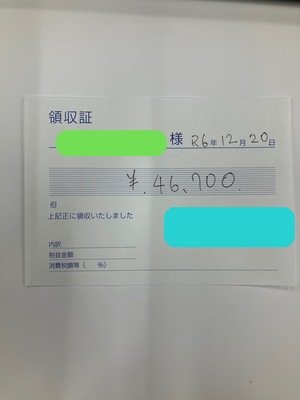 領収証
様 R6年12月20日
¥.46,700.
但
上記正に領収いたしました
内訳
税抜金額
消費税額等（　％）